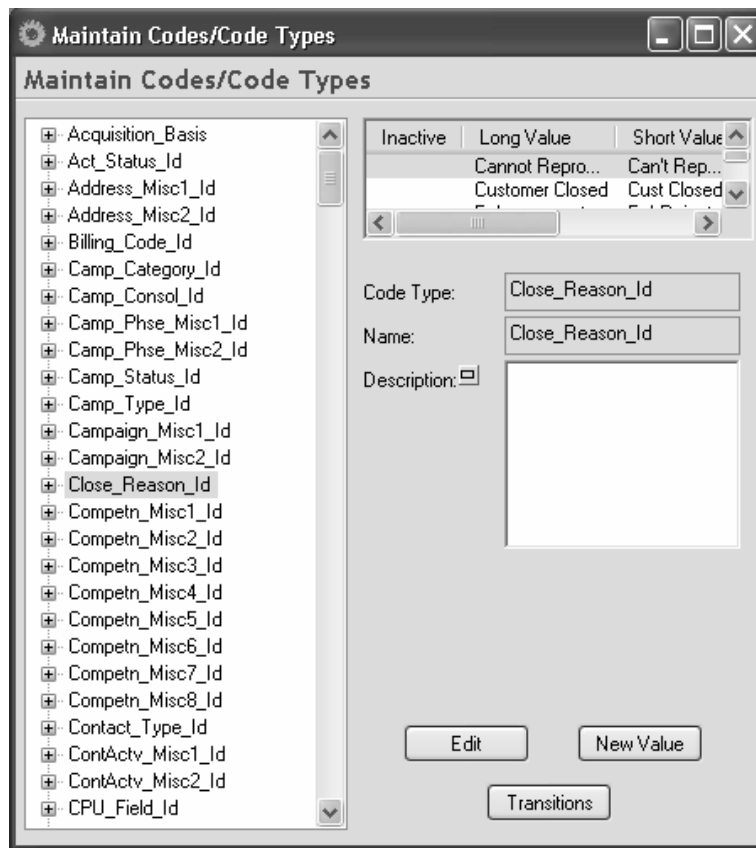 Maintain Codes/Code Types
Maintain Codes/Code Types
Acquisition_Basis
Act_Status_Id
Address_Misc1_Id
Address_Misc2_Id
Billing_Code_Id
Camp_Category_Id
Camp_Consol_Id
Camp_Phse_Misc1_Id
Camp_Phse_Misc2_Id
Camp_Status_Id
Camp_Type_Id
Campaign_Misc1_Id
Campaign_Misc2_Id
Close_Reason_Id
Competn_Misc1_Id
Competn_Misc2_Id
Competn_Misc3_Id
Competn_Misc4_Id
Competn_Misc5_Id
Competn_Misc6_Id
Competn_Misc7_Id
Competn_Misc8_Id
Contact_Type_Id
ContActv_Misc1_Id
ContActv_Misc2_Id
CPU_Field_Id
Inactive Long Value Short Value
Cannot Repro... Can't Rep...
Customer Closed Cust Closed
Code Type: Close_Reason_Id
Name: Close_Reason_Id
Description:
Edit New Value
Transitions